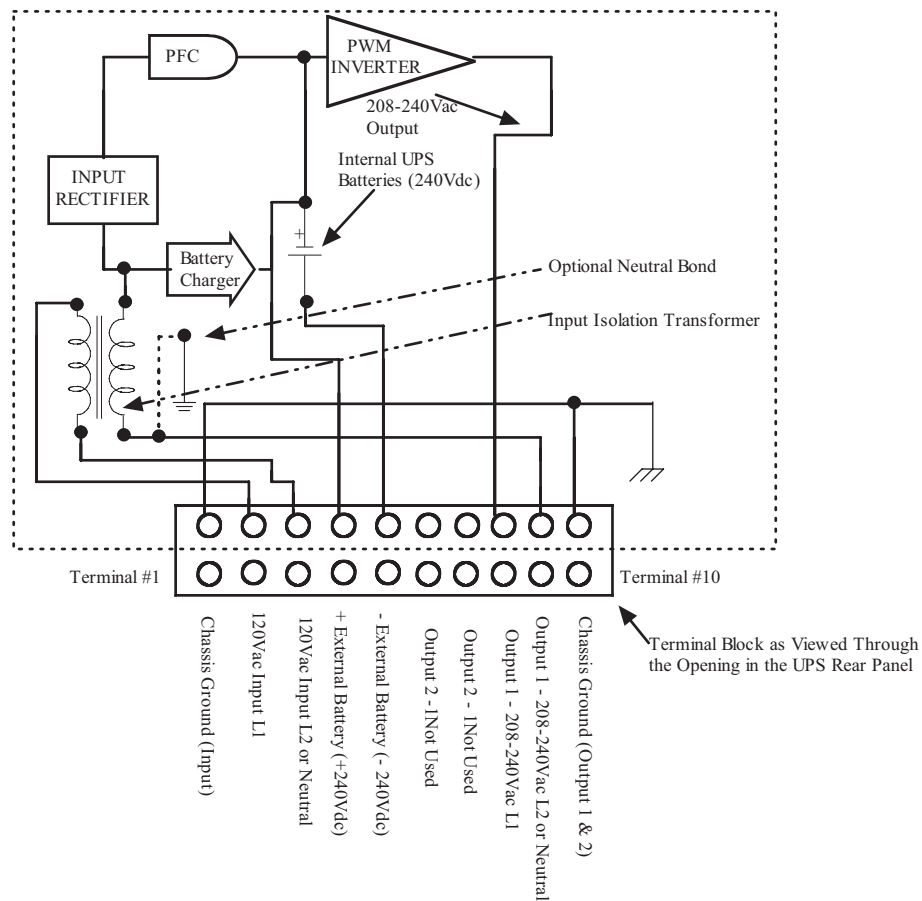 PFC
PWM
INVERTER
208-240Vac
Output
Internal UPS
Batteries (240Vdc)
INPUT
RECTIFIER
+
Battery
Charger
Optional Neutral Bond
Input Isolation Transformer
Terminal #1
Terminal #10
Chassis Ground (Input)
120Vac Input L1
120Vac Input L2 or Neutral
+ External Battery (+240Vdc)
- External Battery (- 240Vdc)
Output 2 - 1Not Used
Output 2 - 1Not Used
Output 1 - 208-240Vac L1
Output 1 - 208-240Vac L2 or Neutral
Chassis Ground (Output 1 & 2)
Terminal Block as Viewed Through
the Opening in the UPS Rear Panel